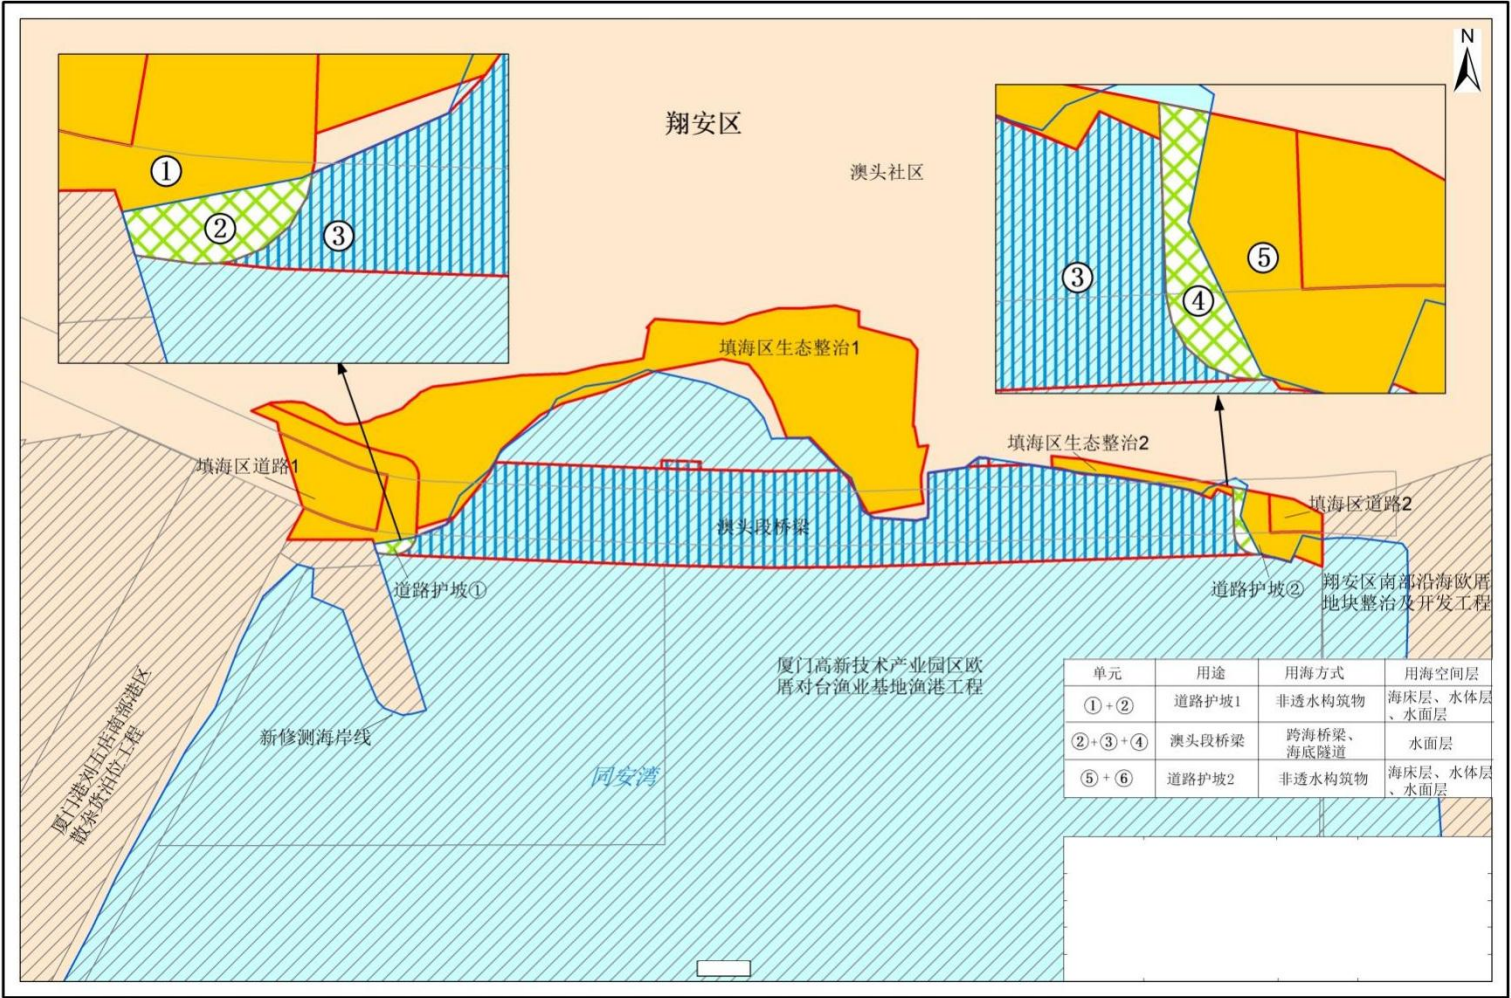 N
翔安区
澳头社区
①
②
③
③
④
⑤
填海区生态整治1
填海区生态整治2
填海区道路1
填海区道路2
澳头段桥梁
道路护坡①
道路护坡②
翔安区南部沿海欧厝
地块整治及开发工程
厦门高新技术产业园区欧
厝对台渔业基地渔港工程
厦门港刘五店南部港区
散杂货泊位工程
新修测海岸线
同安湾
单元 用途 用海方式 用海空间层
①+② 道路护坡1 非透水构筑物 海床层、水体层
、水面层
②+③+④ 澳头段桥梁 跨海桥梁、
海底隧道 水面层
⑤+⑥ 道路护坡2 非透水构筑物 海床层、水体层
、水面层